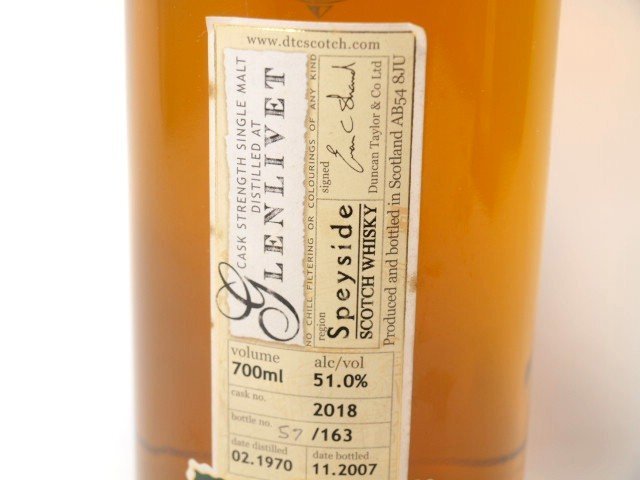 www.dtcscotch.com
CASK STRENGTH SINGLE MALT
DISTILLED AT
GLENLIVET
NO CHILL FILTERING OR COLOURINGS OF ANY KIND
signed
Duncan Taylor & Co Ltd
region
Speyside
SCOTCH WHISKY
Produced and bottled in Scotland AB54 8JU
volume
700ml
alc/vol
51.0%
cask no.
2018
bottle no.
57 /163
date distilled
02.1970
date bottled
11.2007